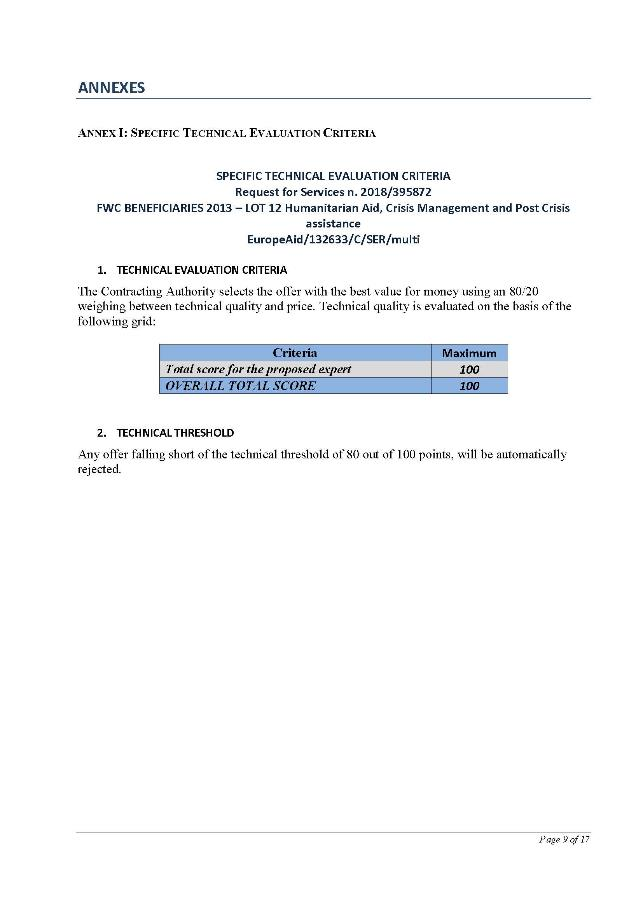 ANNEXES
ANNEX I: SPECIFIC TECHNICAL EVALUATION CRITERIA
SPECIFIC TECHNICAL EVALUATION CRITERIA
Request for Services n. 2018/395872
FWC BENEFICIARIES 2013 – LOT 12 Humanitarian Aid, Crisis Management and Post Crisis
assistance
EuropeAid/132633/C/SER/multi
1. TECHNICAL EVALUATION CRITERIA
The Contracting Authority selects the offer with the best value for money using an 80/20
weighing between technical quality and price. Technical quality is evaluated on the basis of the
following grid:
Criteria Maximum
Total score for the proposed expert 100
OVERALL TOTAL SCORE 100
2. TECHNICAL THRESHOLD
Any offer falling short of the technical threshold of 80 out of 100 points, will be automatically
rejected.
Page 9 of 17